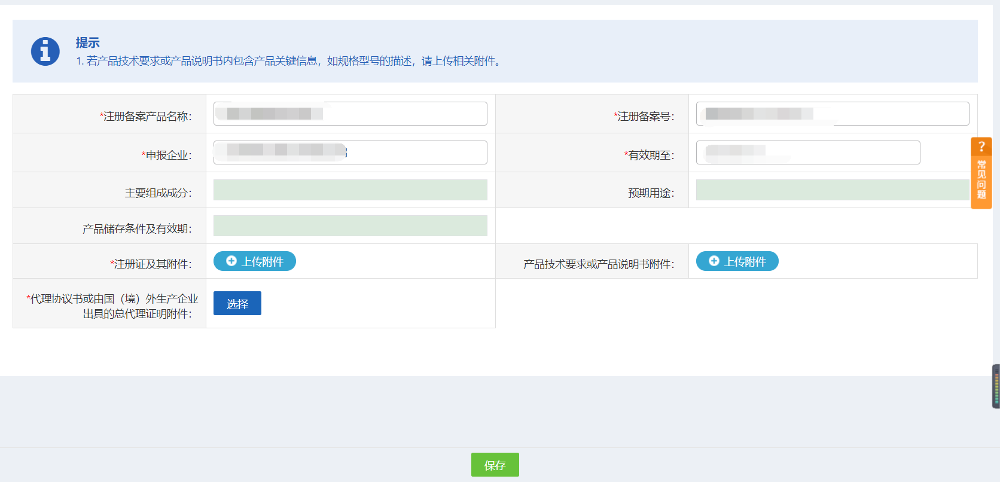 提示
1. 若产品技术要求或产品说明书内包含产品关键信息，如规格型号的描述，请上传相关附件。
*注册备案产品名称：
*注册备案号：
*申报企业：
*有效期至：
主要组成成分：
预期用途：
产品储存条件及有效期：
*注册证及其附件：
上传附件
产品技术要求或产品说明书附件：
上传附件
*代理协议书或由国（境）外生产企业
出具的总代理证明附件：
选择
?
常见问题
保存